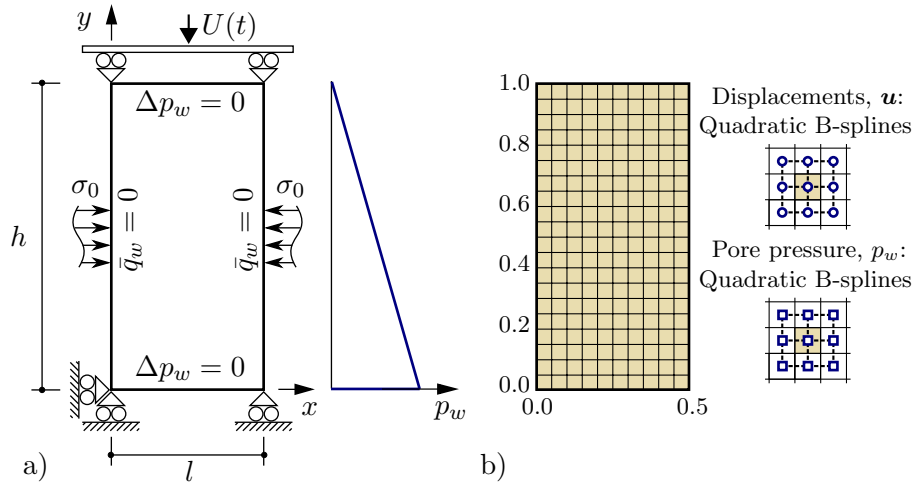 y
U(t)
Δp_w = 0
σ_0
q̄_w = 0
q̄_w = 0
σ_0
h
Δp_w = 0
x
p_w
l
a)
1.0
0.8
0.6
0.4
0.2
0.0
0.0
0.5
b)
Displacements, u:
Quadratic B-splines
Pore pressure, p_w:
Quadratic B-splines